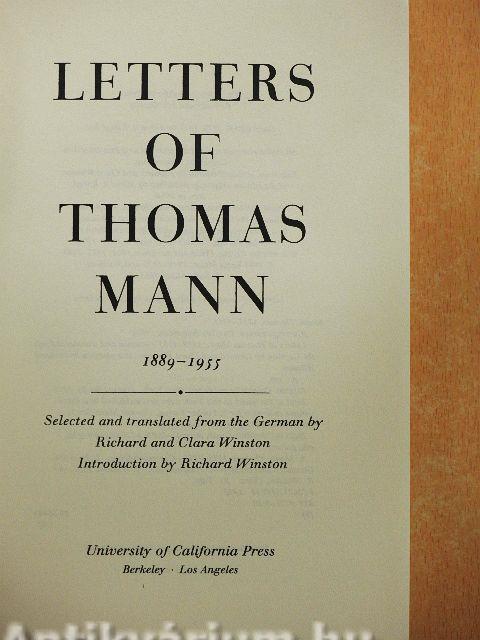 LETTERS
OF
THOMAS
MANN
1889–1955
Selected and translated from the German by
Richard and Clara Winston
Introduction by Richard Winston
University of California Press
Berkeley · Los Angeles
Antikvárium.hu